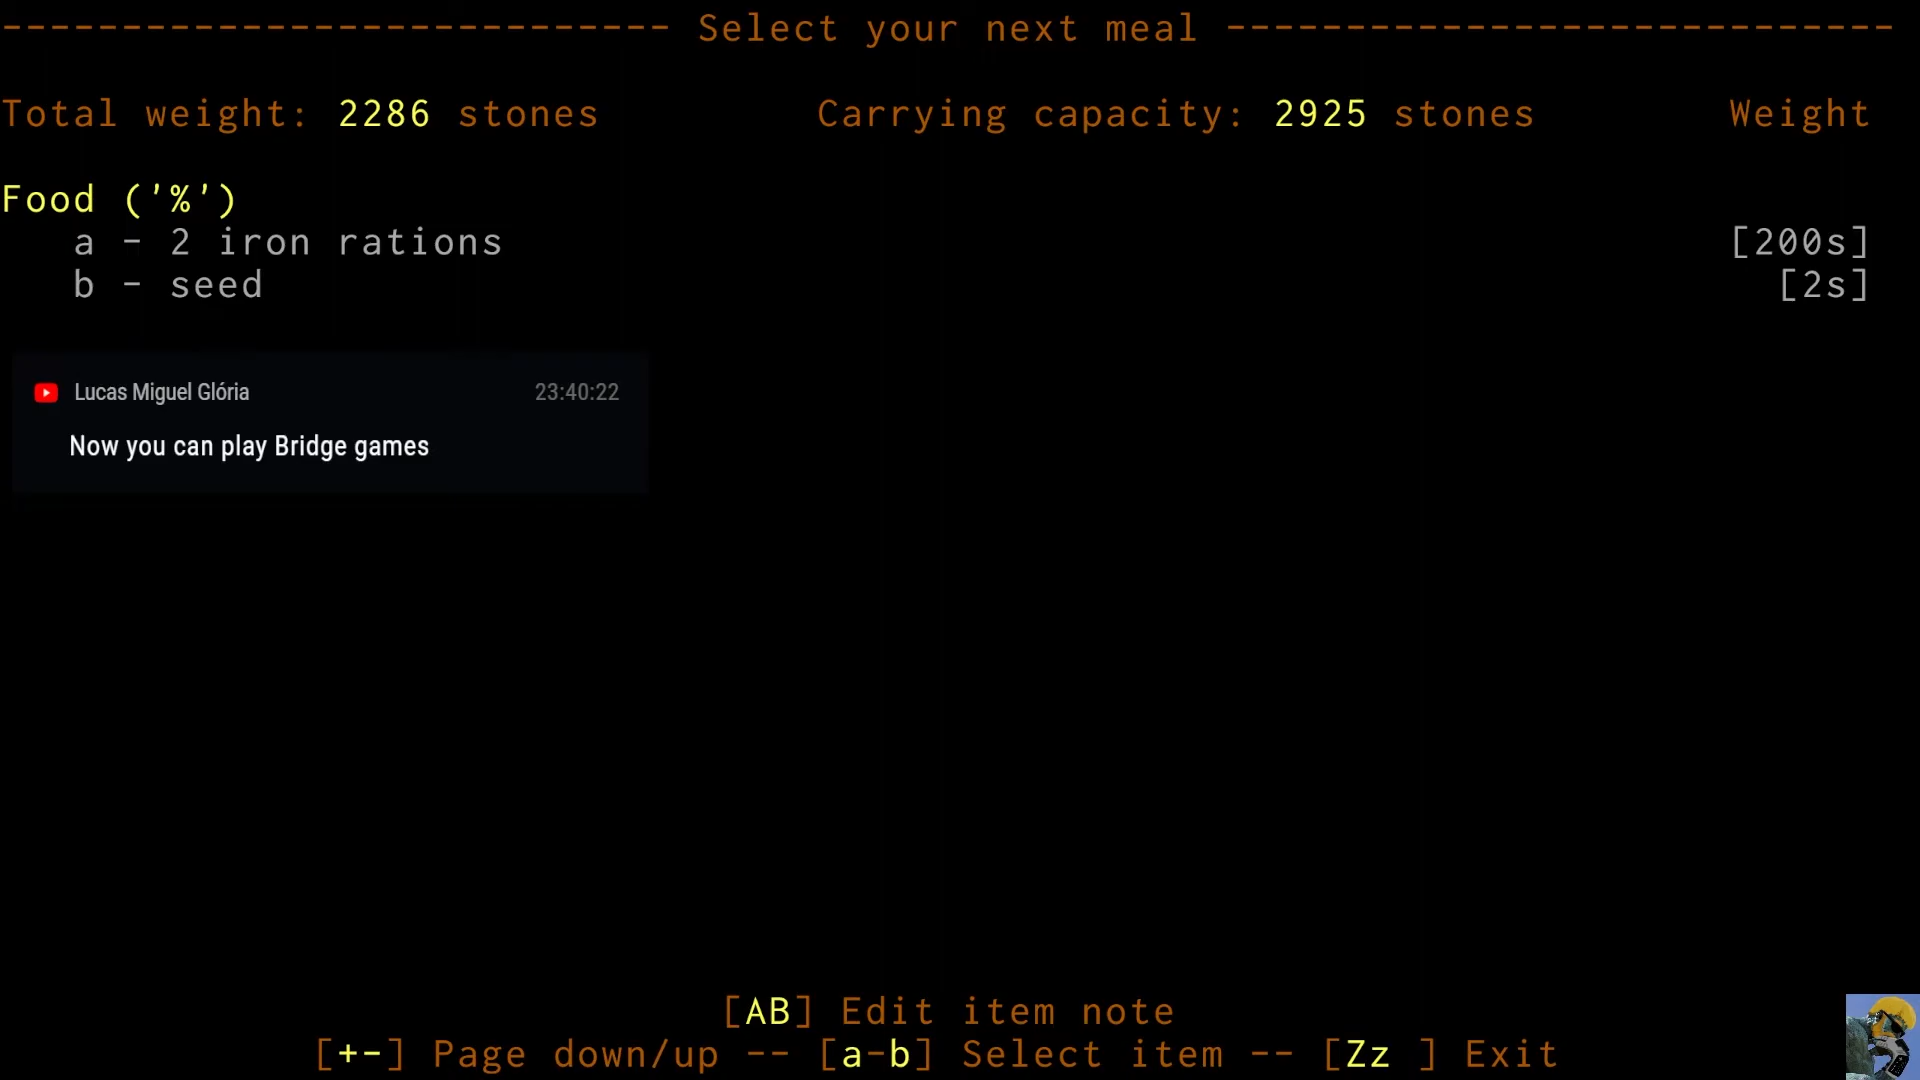 ---------------------------- Select your next meal ----------------------------
Total weight: 2286 stones Carrying capacity: 2925 stones Weight
Food ('%')
a - 2 iron rations [200s]
b - seed [2s]
Lucas Miguel Glória 23:40:22
Now you can play Bridge games
[AB] Edit item note
[+-] Page down/up -- [a-b] Select item -- [Zz ] Exit